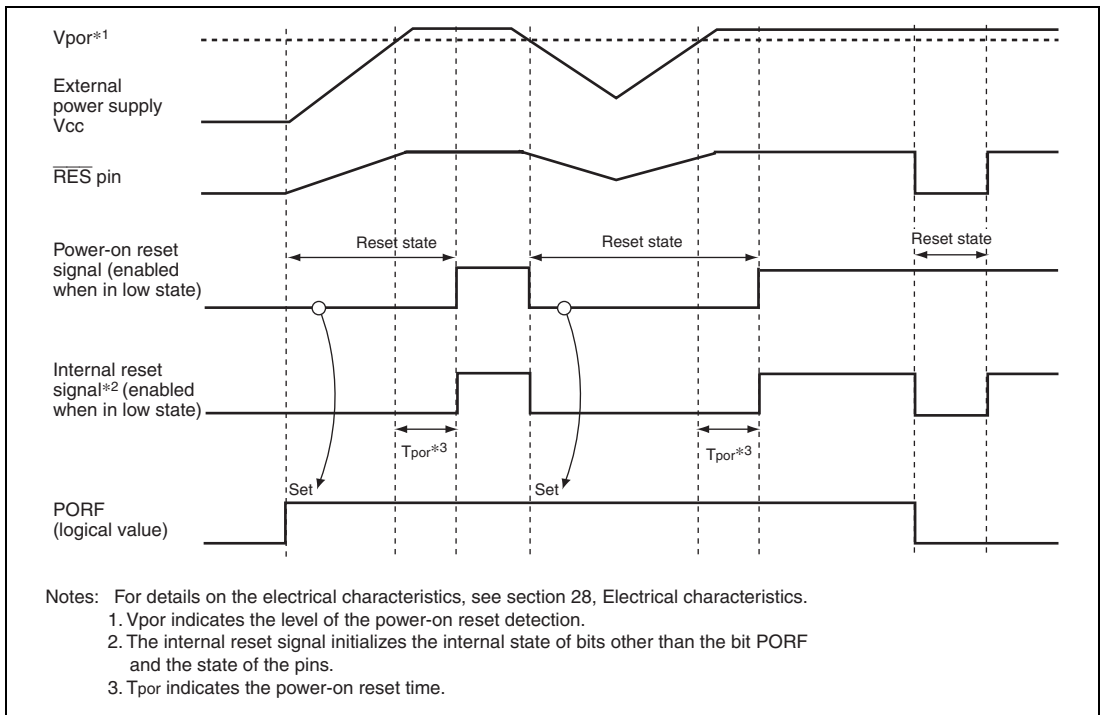 Vpor*1
External
power supply
Vcc
RES pin
Power-on reset
signal (enabled
when in low state)
Reset state
Reset state
Reset state
Internal reset
signal*2 (enabled
when in low state)
Tpor*3
Tpor*3
Set
Set
PORF
(logical value)
Notes: For details on the electrical characteristics, see section 28, Electrical characteristics.
1. Vpor indicates the level of the power-on reset detection.
2. The internal reset signal initializes the internal state of bits other than the bit PORF
and the state of the pins.
3. Tpor indicates the power-on reset time.